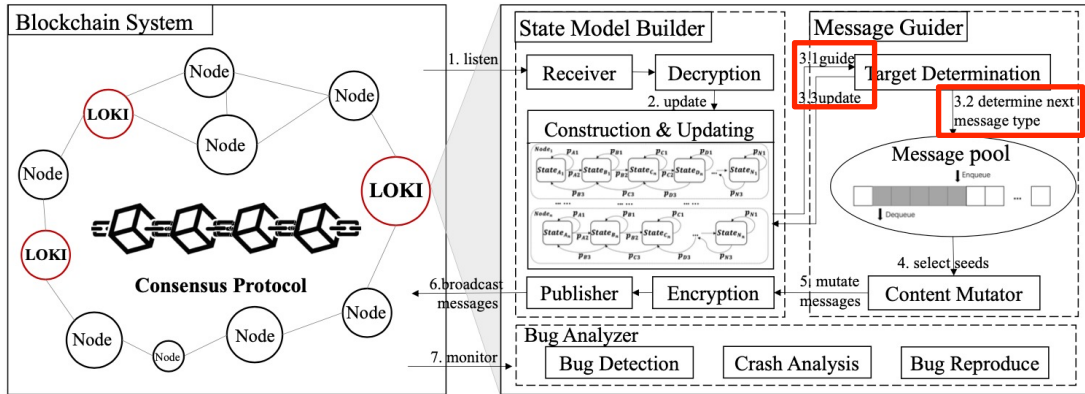 Blockchain System
Node
Node
LOKI
Node
Node
LOKI
LOKI
Consensus Protocol
Node
Node
Node
Node
1. listen
6.broadcast
messages
7. monitor
State Model Builder
Receiver
Decryption
2. update
Construction & Updating
Publisher
Encryption
3.1guide
3.3update
5. mutate
messages
Message Guider
Target Determination
3.2 determine next
message type
Message pool
Enqueue
...
Dequeue
4. select seeds
Content Mutator
Bug Analyzer
Bug Detection
Crash Analysis
Bug Reproduce